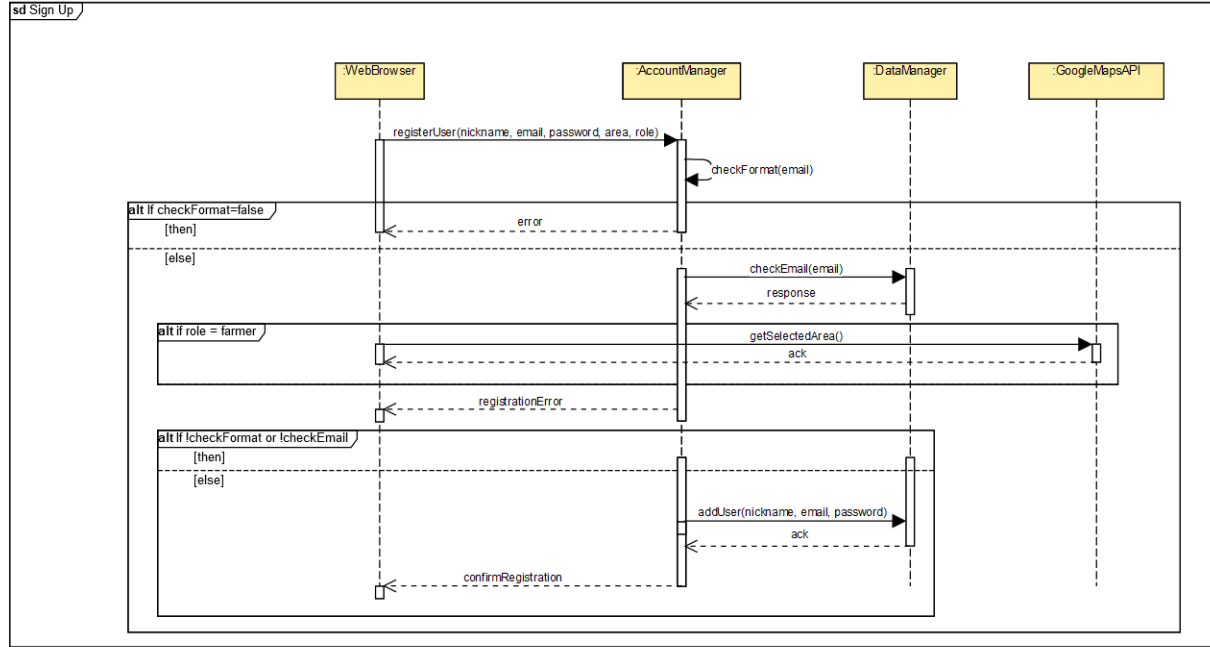 sd Sign Up
:WebBrowser
:AccountManager
:DataManager
:GoogleMapsAPI
registerUser(nickname, email, password, area, role)
checkFormat(email)
alt If checkFormat=false
[then]
error
[else]
checkEmail(email)
response
alt if role = farmer
getSelectedArea()
ack
registrationError
alt If !checkFormat or !checkEmail
[then]
[else]
addUser(nickname, email, password)
ack
confirmRegistration